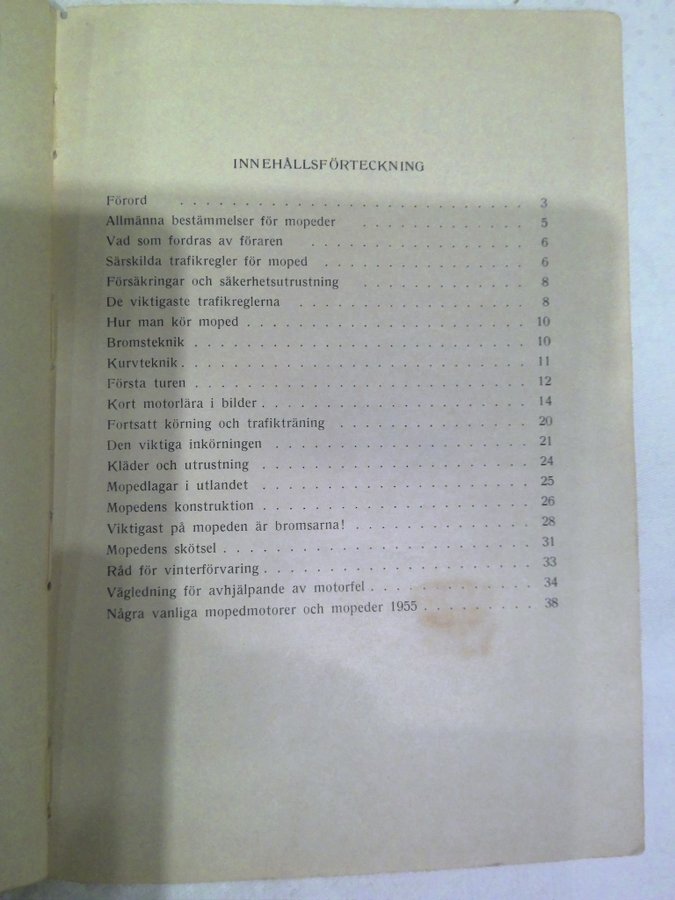 INNEHÅLLSFÖRTECKNING
Förord . . . . . . . . . . . . . . . . . . . . . . . . 3
Allmänna bestämmelser för mopeder . . . . . . . . . . . 5
Vad som fordras av föraren . . . . . . . . . . . . . . 6
Särskilda trafikregler för moped . . . . . . . . . . . . . 6
Försäkringar och säkerhetsutrustning . . . . . . . . . . . 8
De viktigaste trafikreglerna . . . . . . . . . . . . . . . 8
Hur man kör moped . . . . . . . . . . . . . . . . . . . 10
Bromsteknik . . . . . . . . . . . . . . . . . . . . . . . 10
Kurvteknik . . . . . . . . . . . . . . . . . . . . . . . . 11
Första turen . . . . . . . . . . . . . . . . . . . . . . . 12
Kort motorlära i bilder . . . . . . . . . . . . . . . . . . 14
Fortsatt körning och trafikträning . . . . . . . . . . . . 20
Den viktiga inkörningen . . . . . . . . . . . . . . . . . 21
Kläder och utrustning . . . . . . . . . . . . . . . . . . 24
Mopedlagar i utlandet . . . . . . . . . . . . . . . . . . 25
Mopedens konstruktion . . . . . . . . . . . . . . . . . . 26
Viktigast på mopeden är bromsarna! . . . . . . . . . . . 28
Mopedens skötsel . . . . . . . . . . . . . . . . . . . . . 31
Råd för vinterförvaring . . . . . . . . . . . . . . . . . . 33
Vägledning för avhjälpande av motorfel . . . . . . . . . . 34
Några vanliga mopedmotorer och mopeder 1955 . . . . . . . 38